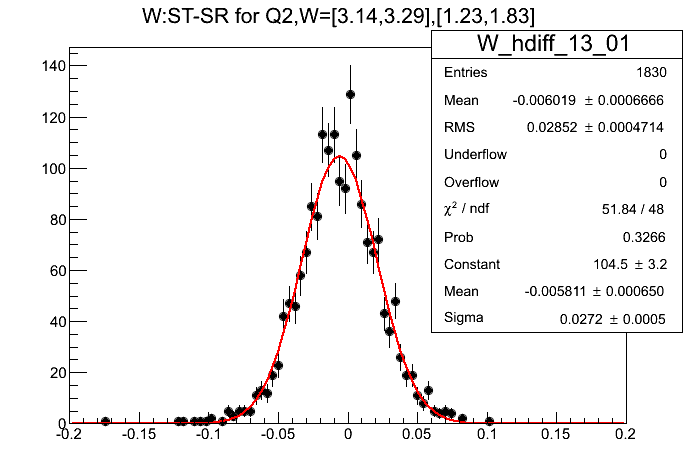 W:ST-SR for Q2,W=[3.14,3.29],[1.23,1.83]
W_hdiff_13_01
Entries 1830
Mean -0.006019 ± 0.0006666
RMS 0.02852 ± 0.0004714
Underflow 0
Overflow 0
χ² / ndf 51.84 / 48
Prob 0.3266
Constant 104.5 ± 3.2
Mean -0.005811 ± 0.000650
Sigma 0.0272 ± 0.0005
140
120
100
80
60
40
20
0
-0.2 -0.15 -0.1 -0.05 0 0.05 0.1 0.15 0.2